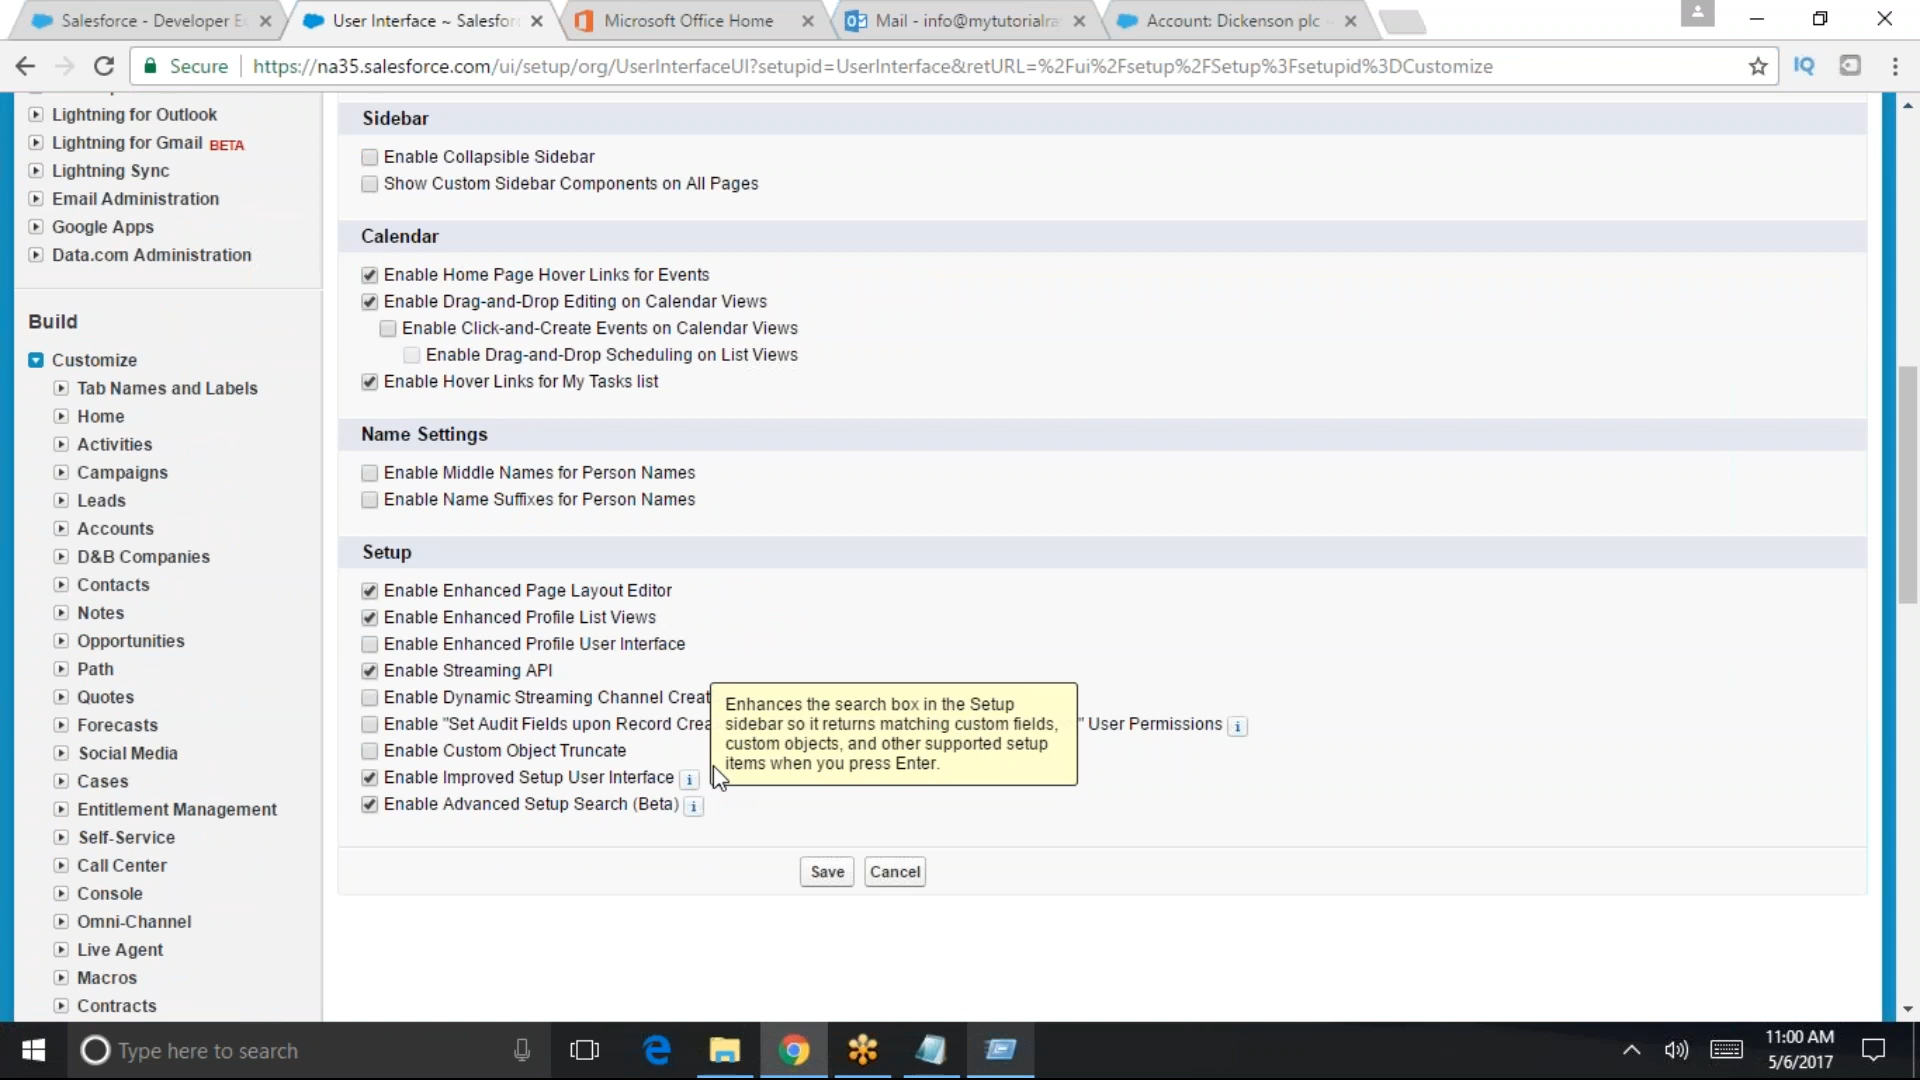 Salesforce - Developer E
User Interface ~ Salesfor
Microsoft Office Home
Mail - info@mytutorialra
Account: Dickenson plc
Secure
https://na35.salesforce.com/ui/setup/org/UserInterfaceUI?setupid=UserInterface&retURL=%2Fui%2Fsetup%2FSetup%3Fsetupid%3DCustomize
Lightning for Outlook
Lightning for Gmail BETA
Lightning Sync
Email Administration
Google Apps
Data.com Administration
Build
Customize
Tab Names and Labels
Home
Activities
Campaigns
Leads
Accounts
D&B Companies
Contacts
Notes
Opportunities
Path
Quotes
Forecasts
Social Media
Cases
Entitlement Management
Self-Service
Call Center
Console
Omni-Channel
Live Agent
Macros
Contracts
Sidebar
Enable Collapsible Sidebar
Show Custom Sidebar Components on All Pages
Calendar
Enable Home Page Hover Links for Events
Enable Drag-and-Drop Editing on Calendar Views
Enable Click-and-Create Events on Calendar Views
Enable Drag-and-Drop Scheduling on List Views
Enable Hover Links for My Tasks list
Name Settings
Enable Middle Names for Person Names
Enable Name Suffixes for Person Names
Setup
Enable Enhanced Page Layout Editor
Enable Enhanced Profile List Views
Enable Enhanced Profile User Interface
Enable Streaming API
Enable Dynamic Streaming Channel Creat
Enable "Set Audit Fields upon Record Crea " User Permissions
Enable Custom Object Truncate
Enable Improved Setup User Interface
Enable Advanced Setup Search (Beta)
Enhances the search box in the Setup
sidebar so it returns matching custom fields,
custom objects, and other supported setup
items when you press Enter.
Save Cancel
Type here to search
11:00 AM
5/6/2017